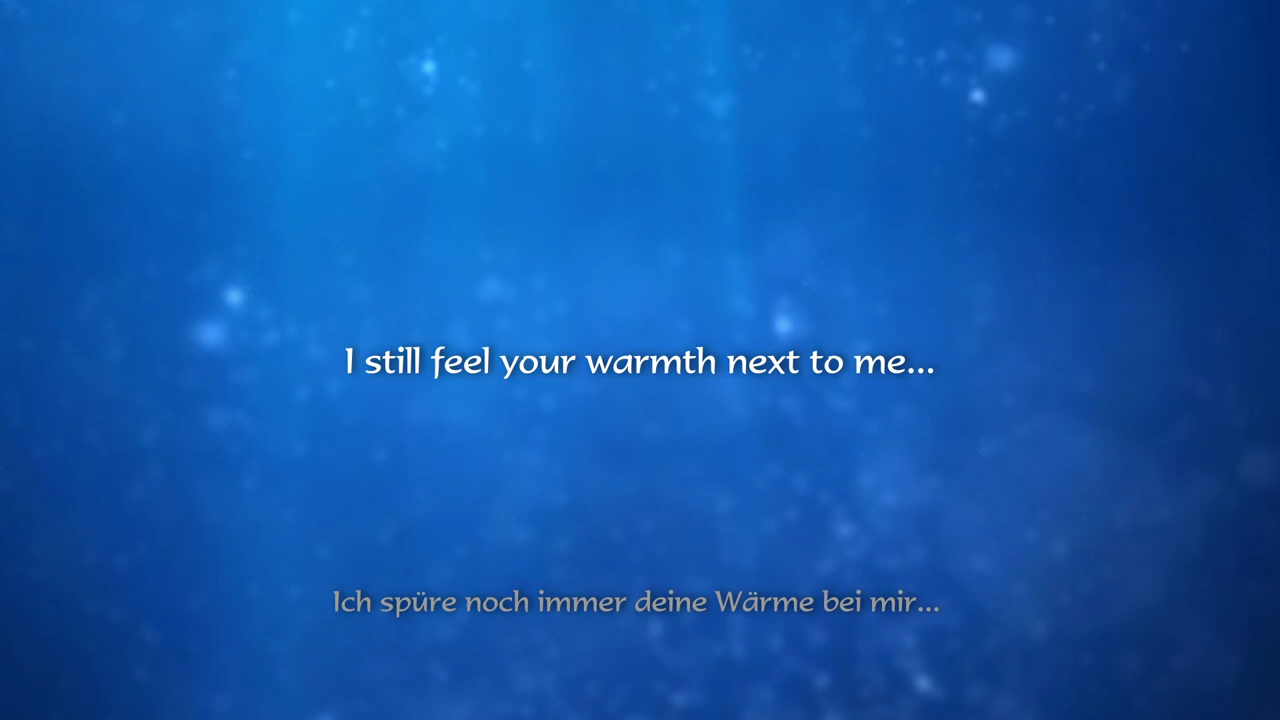 I still feel your warmth next to me...
Ich spüre noch immer deine Wärme bei mir...